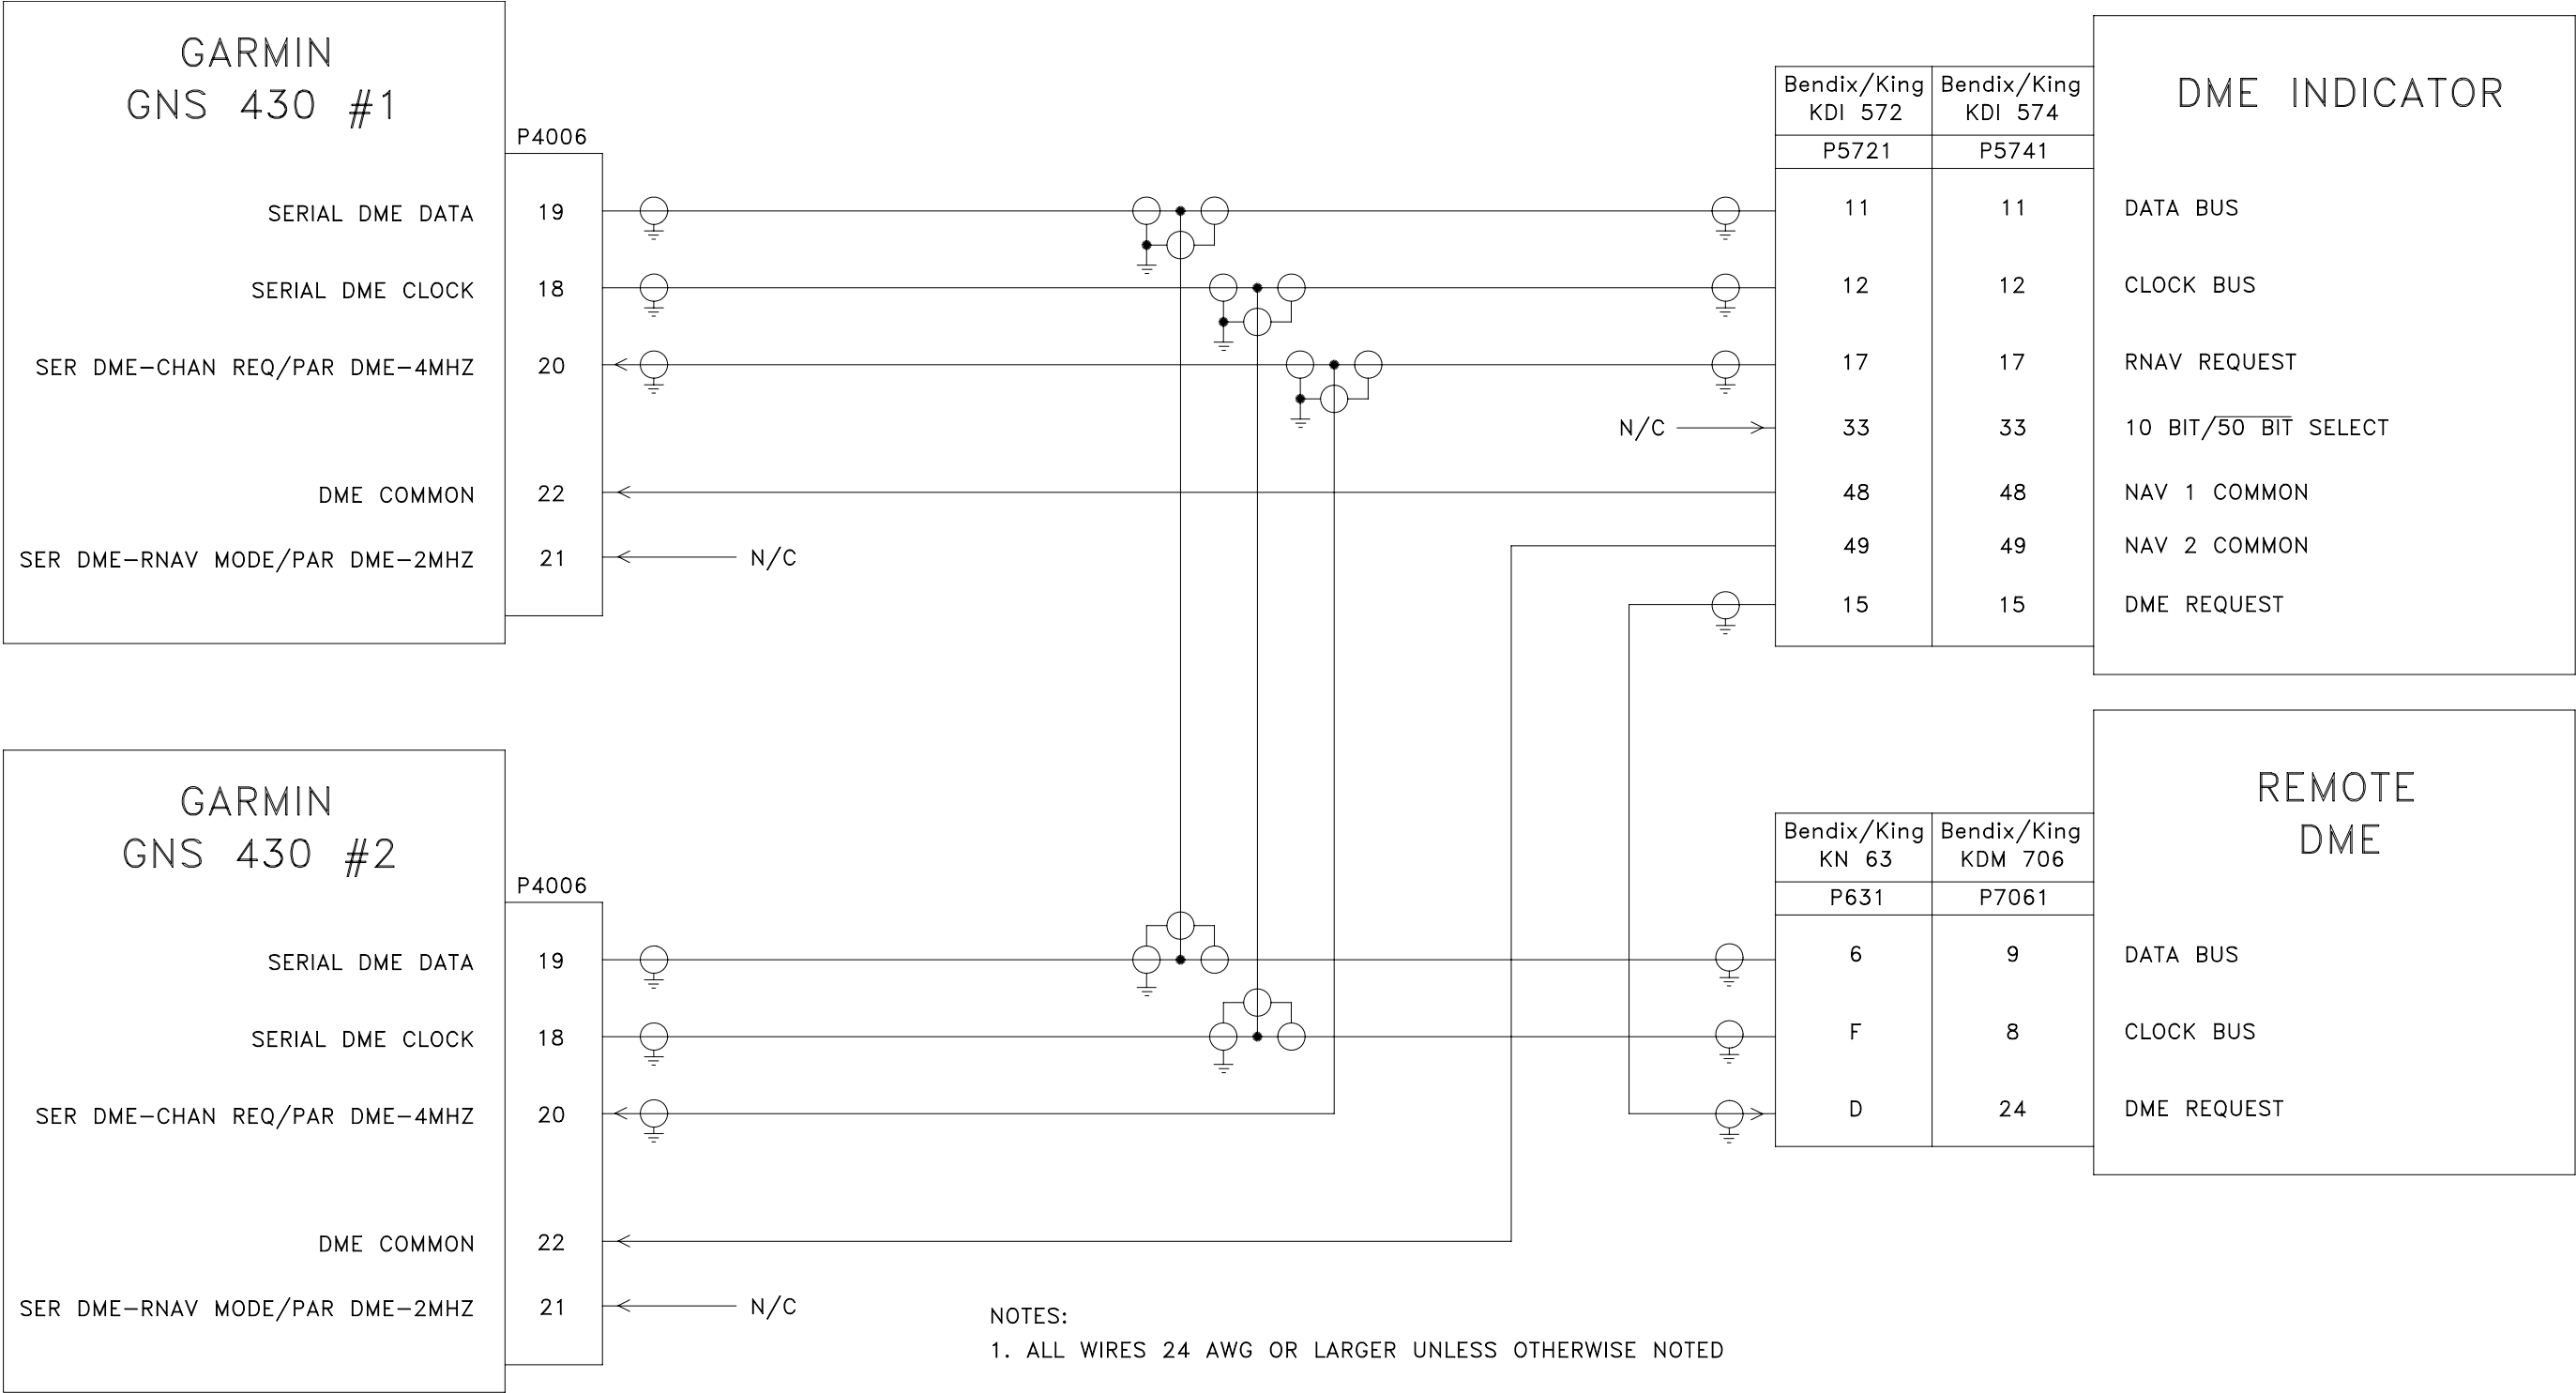 GARMIN
GNS 430 #1
P4006
SERIAL DME DATA 19
SERIAL DME CLOCK 18
SER DME-CHAN REQ/PAR DME-4MHZ 20
DME COMMON 22
SER DME-RNAV MODE/PAR DME-2MHZ 21
N/C
Bendix/King KDI 572
Bendix/King KDI 574
DME INDICATOR
P5721 P5741
11 11 DATA BUS
12 12 CLOCK BUS
17 17 RNAV REQUEST
N/C 33 33 10 BIT/50 BIT SELECT
48 48 NAV 1 COMMON
49 49 NAV 2 COMMON
15 15 DME REQUEST
GARMIN
GNS 430 #2
P4006
SERIAL DME DATA 19
SERIAL DME CLOCK 18
SER DME-CHAN REQ/PAR DME-4MHZ 20
DME COMMON 22
SER DME-RNAV MODE/PAR DME-2MHZ 21
N/C
REMOTE
DME
Bendix/King KN 63
Bendix/King KDM 706
P631 P7061
6 9 DATA BUS
F 8 CLOCK BUS
D 24 DME REQUEST
NOTES:
1. ALL WIRES 24 AWG OR LARGER UNLESS OTHERWISE NOTED